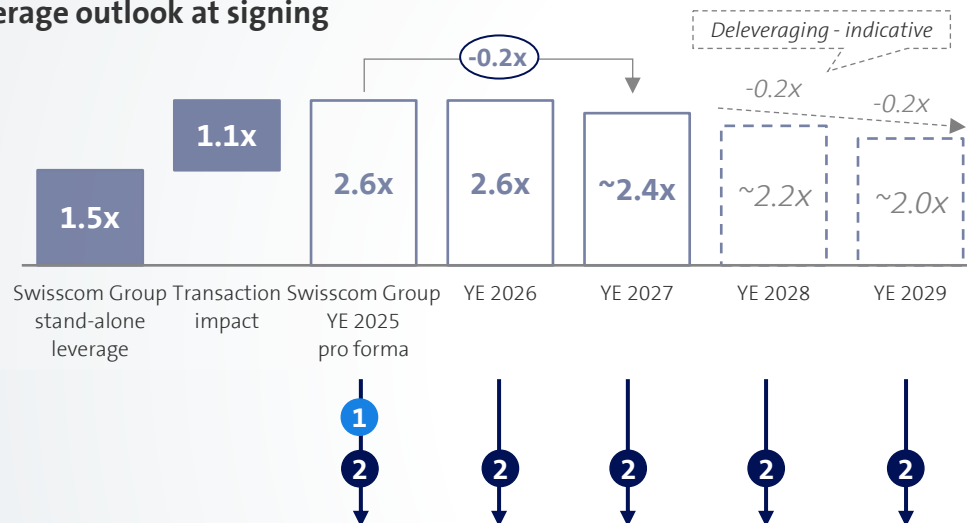 erage outlook at signing
Deleveraging - indicative
-0.2x
-0.2x
-0.2x
1.5x
1.1x
2.6x
2.6x
~2.4x
~2.2x
~2.0x
Swisscom Group
stand-alone
leverage
Transaction
impact
Swisscom Group
YE 2025
pro forma
YE 2026
YE 2027
YE 2028
YE 2029
1
2
2
2
2
2